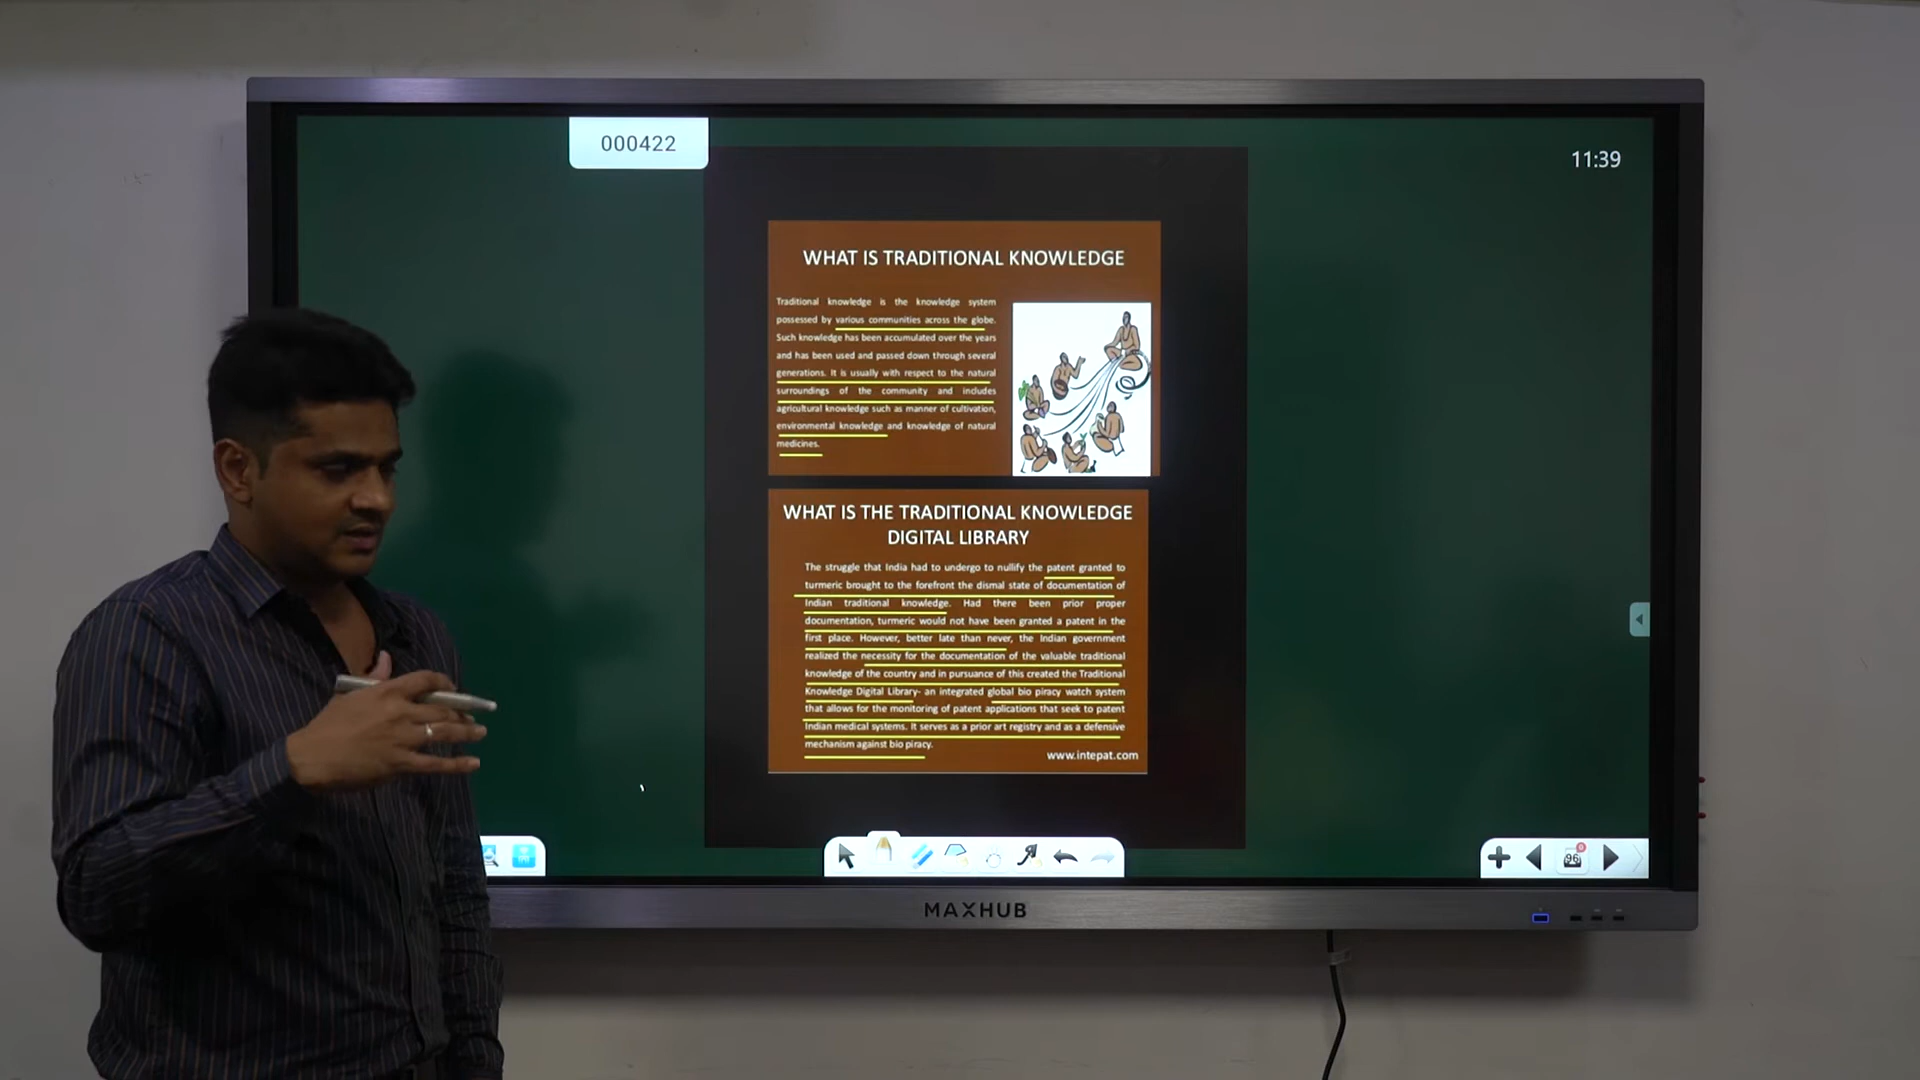 000422
11:39
WHAT IS TRADITIONAL KNOWLEDGE
Traditional knowledge is the knowledge system
possessed by various communities across the globe.
Such knowledge has been accumulated over the years
and has been used and passed down through several
generations. It is usually with respect to the natural
surroundings of the community and includes
agricultural knowledge such as manner of cultivation,
environmental knowledge and knowledge of natural
medicines.
WHAT IS THE TRADITIONAL KNOWLEDGE
DIGITAL LIBRARY
The struggle that India had to undergo to nullify the patent granted to
turmeric brought to the forefront the dismal state of documentation of
Indian traditional knowledge. Had there been prior proper
documentation, turmeric would not have been granted a patent in the
first place. However, better late than never, the Indian government
realized the necessity for the documentation of the valuable traditional
knowledge of the country and in pursuance of this created the Traditional
Knowledge Digital Library- an integrated global bio piracy watch system
that allows for the monitoring of patent applications that seek to patent
Indian medical systems. It serves as a prior art registry and as a defensive
mechanism against bio piracy.
www.intepat.com
96
MAXHUB